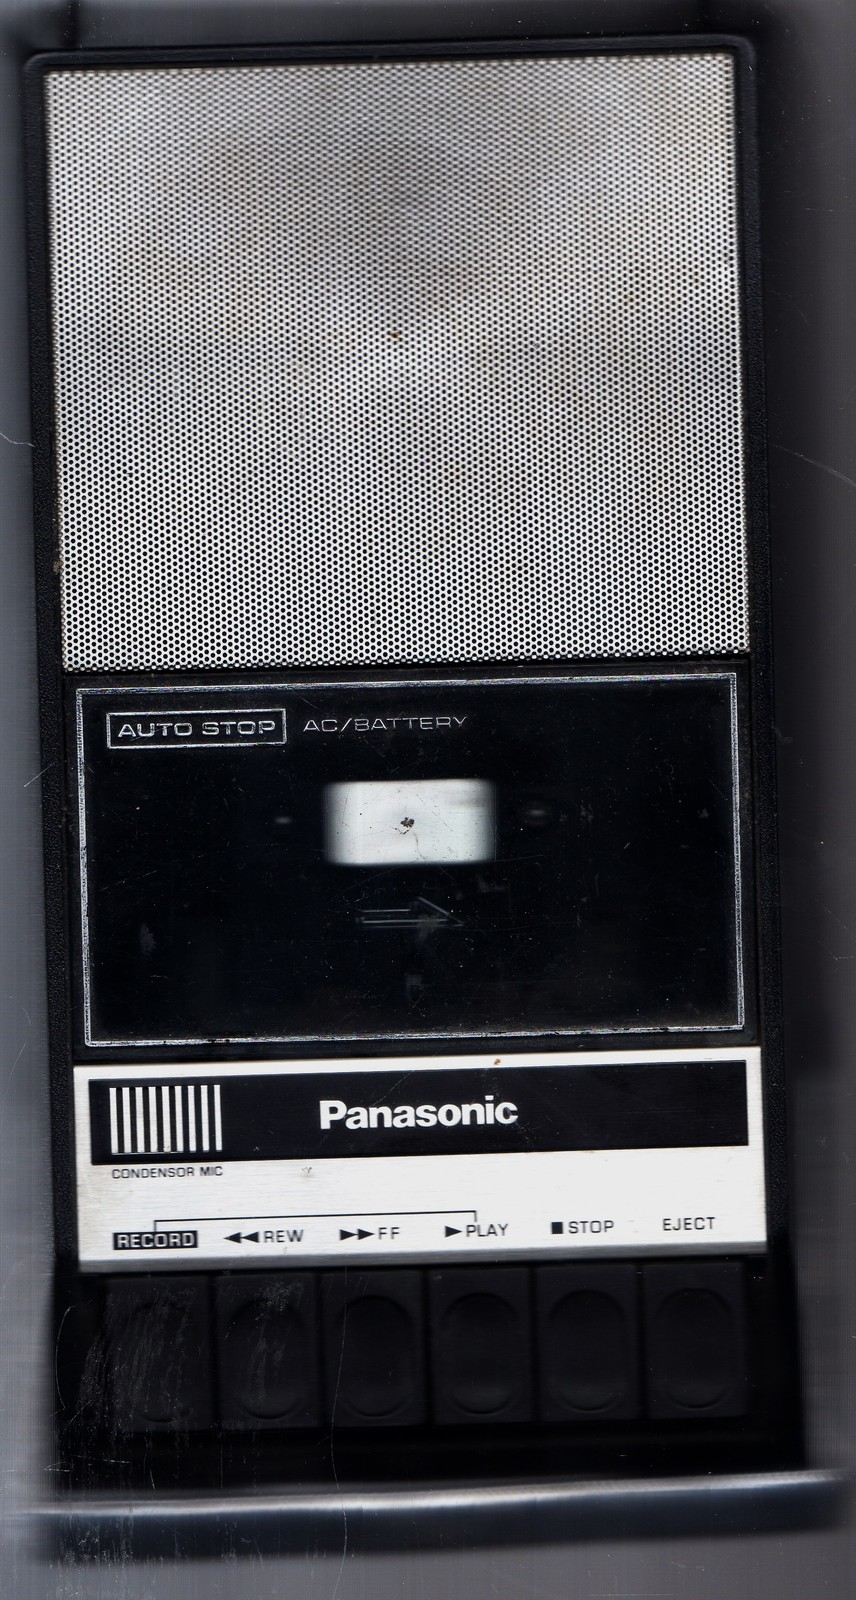 AUTO STOP AC/BATTERY
Panasonic
CONDENSOR MIC
RECORD ◀◀REW ▶▶FF ▶PLAY ■STOP EJECT